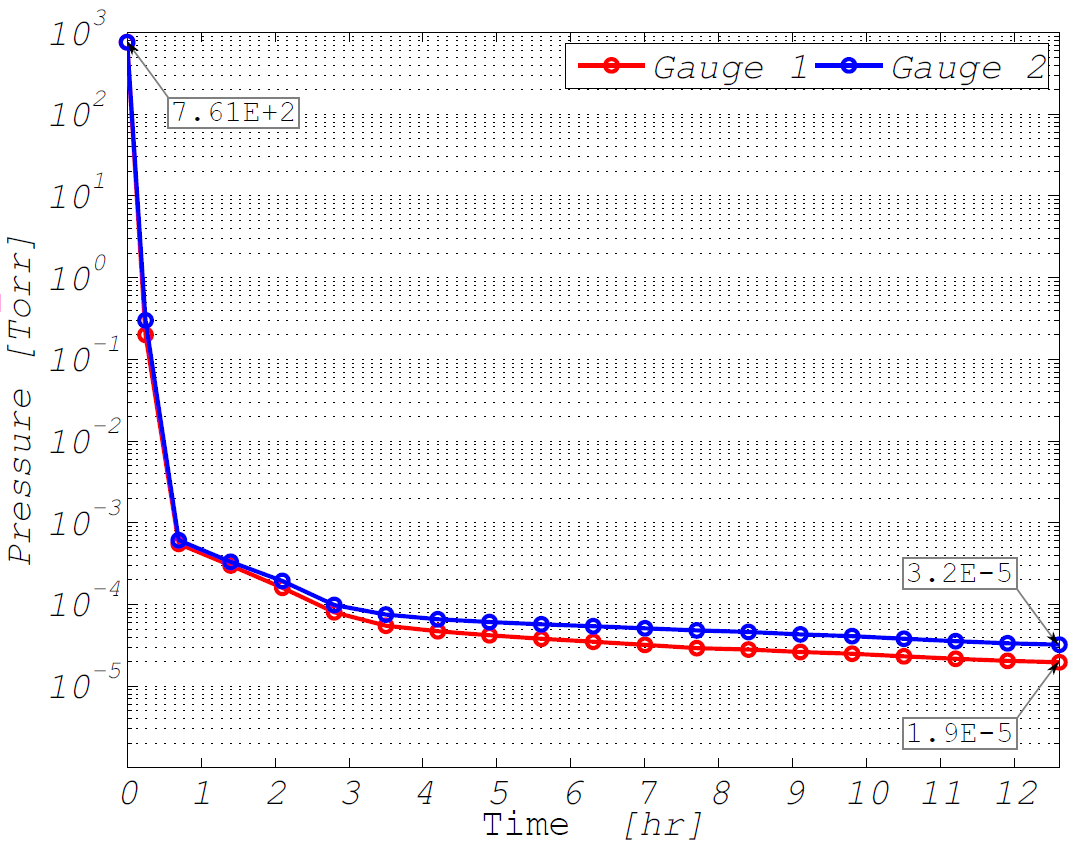 10^3
Gauge 1 Gauge 2
7.61E+2
10^2
10^1
10^0
10^-1
10^-2
10^-3
10^-4
10^-5
Pressure [Torr]
3.2E-5
1.9E-5
0 1 2 3 4 5 6 7 8 9 10 11 12
Time [hr]